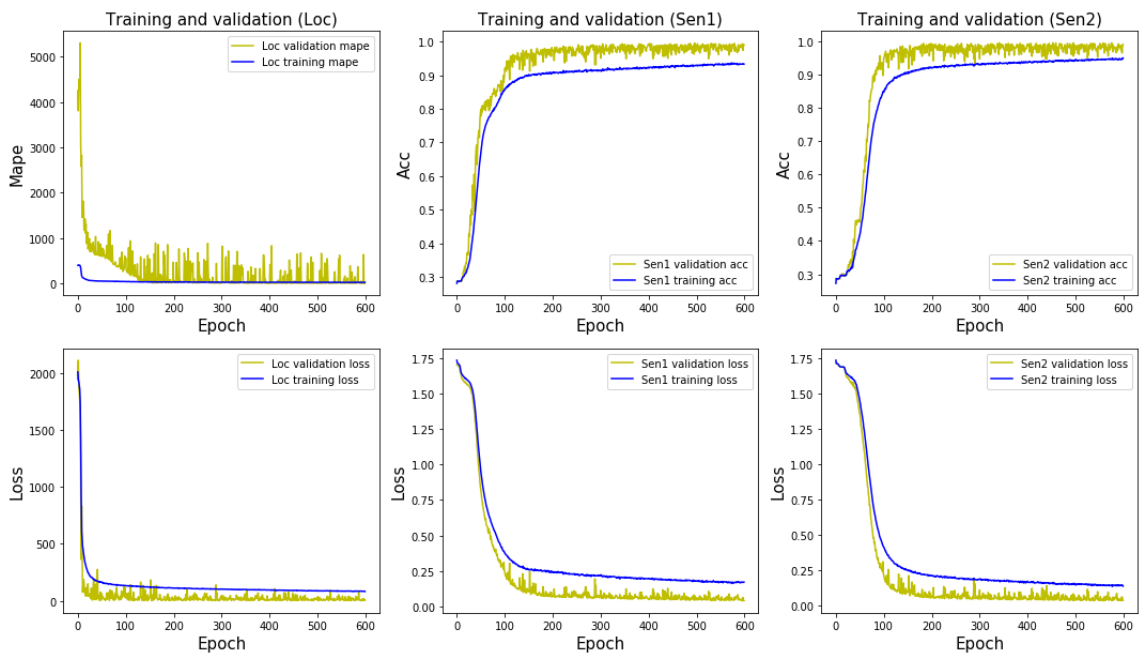 Training and validation (Loc)
Training and validation (Sen1)
Training and validation (Sen2)
Mape
5000
4000
3000
2000
1000
0
Loc validation mape
Loc training mape
0 100 200 300 400 500 600
Epoch
Acc
1.0
0.9
0.8
0.7
0.6
0.5
0.4
0.3
Sen1 validation acc
Sen1 training acc
0 100 200 300 400 500 600
Epoch
Acc
1.0
0.9
0.8
0.7
0.6
0.5
0.4
0.3
Sen2 validation acc
Sen2 training acc
0 100 200 300 400 500 600
Epoch
Loss
2000
1500
1000
500
0
Loc validation loss
Loc training loss
0 100 200 300 400 500 600
Epoch
Loss
1.75
1.50
1.25
1.00
0.75
0.50
0.25
0.00
Sen1 validation loss
Sen1 training loss
0 100 200 300 400 500 600
Epoch
Loss
1.75
1.50
1.25
1.00
0.75
0.50
0.25
0.00
Sen2 validation loss
Sen2 training loss
0 100 200 300 400 500 600
Epoch